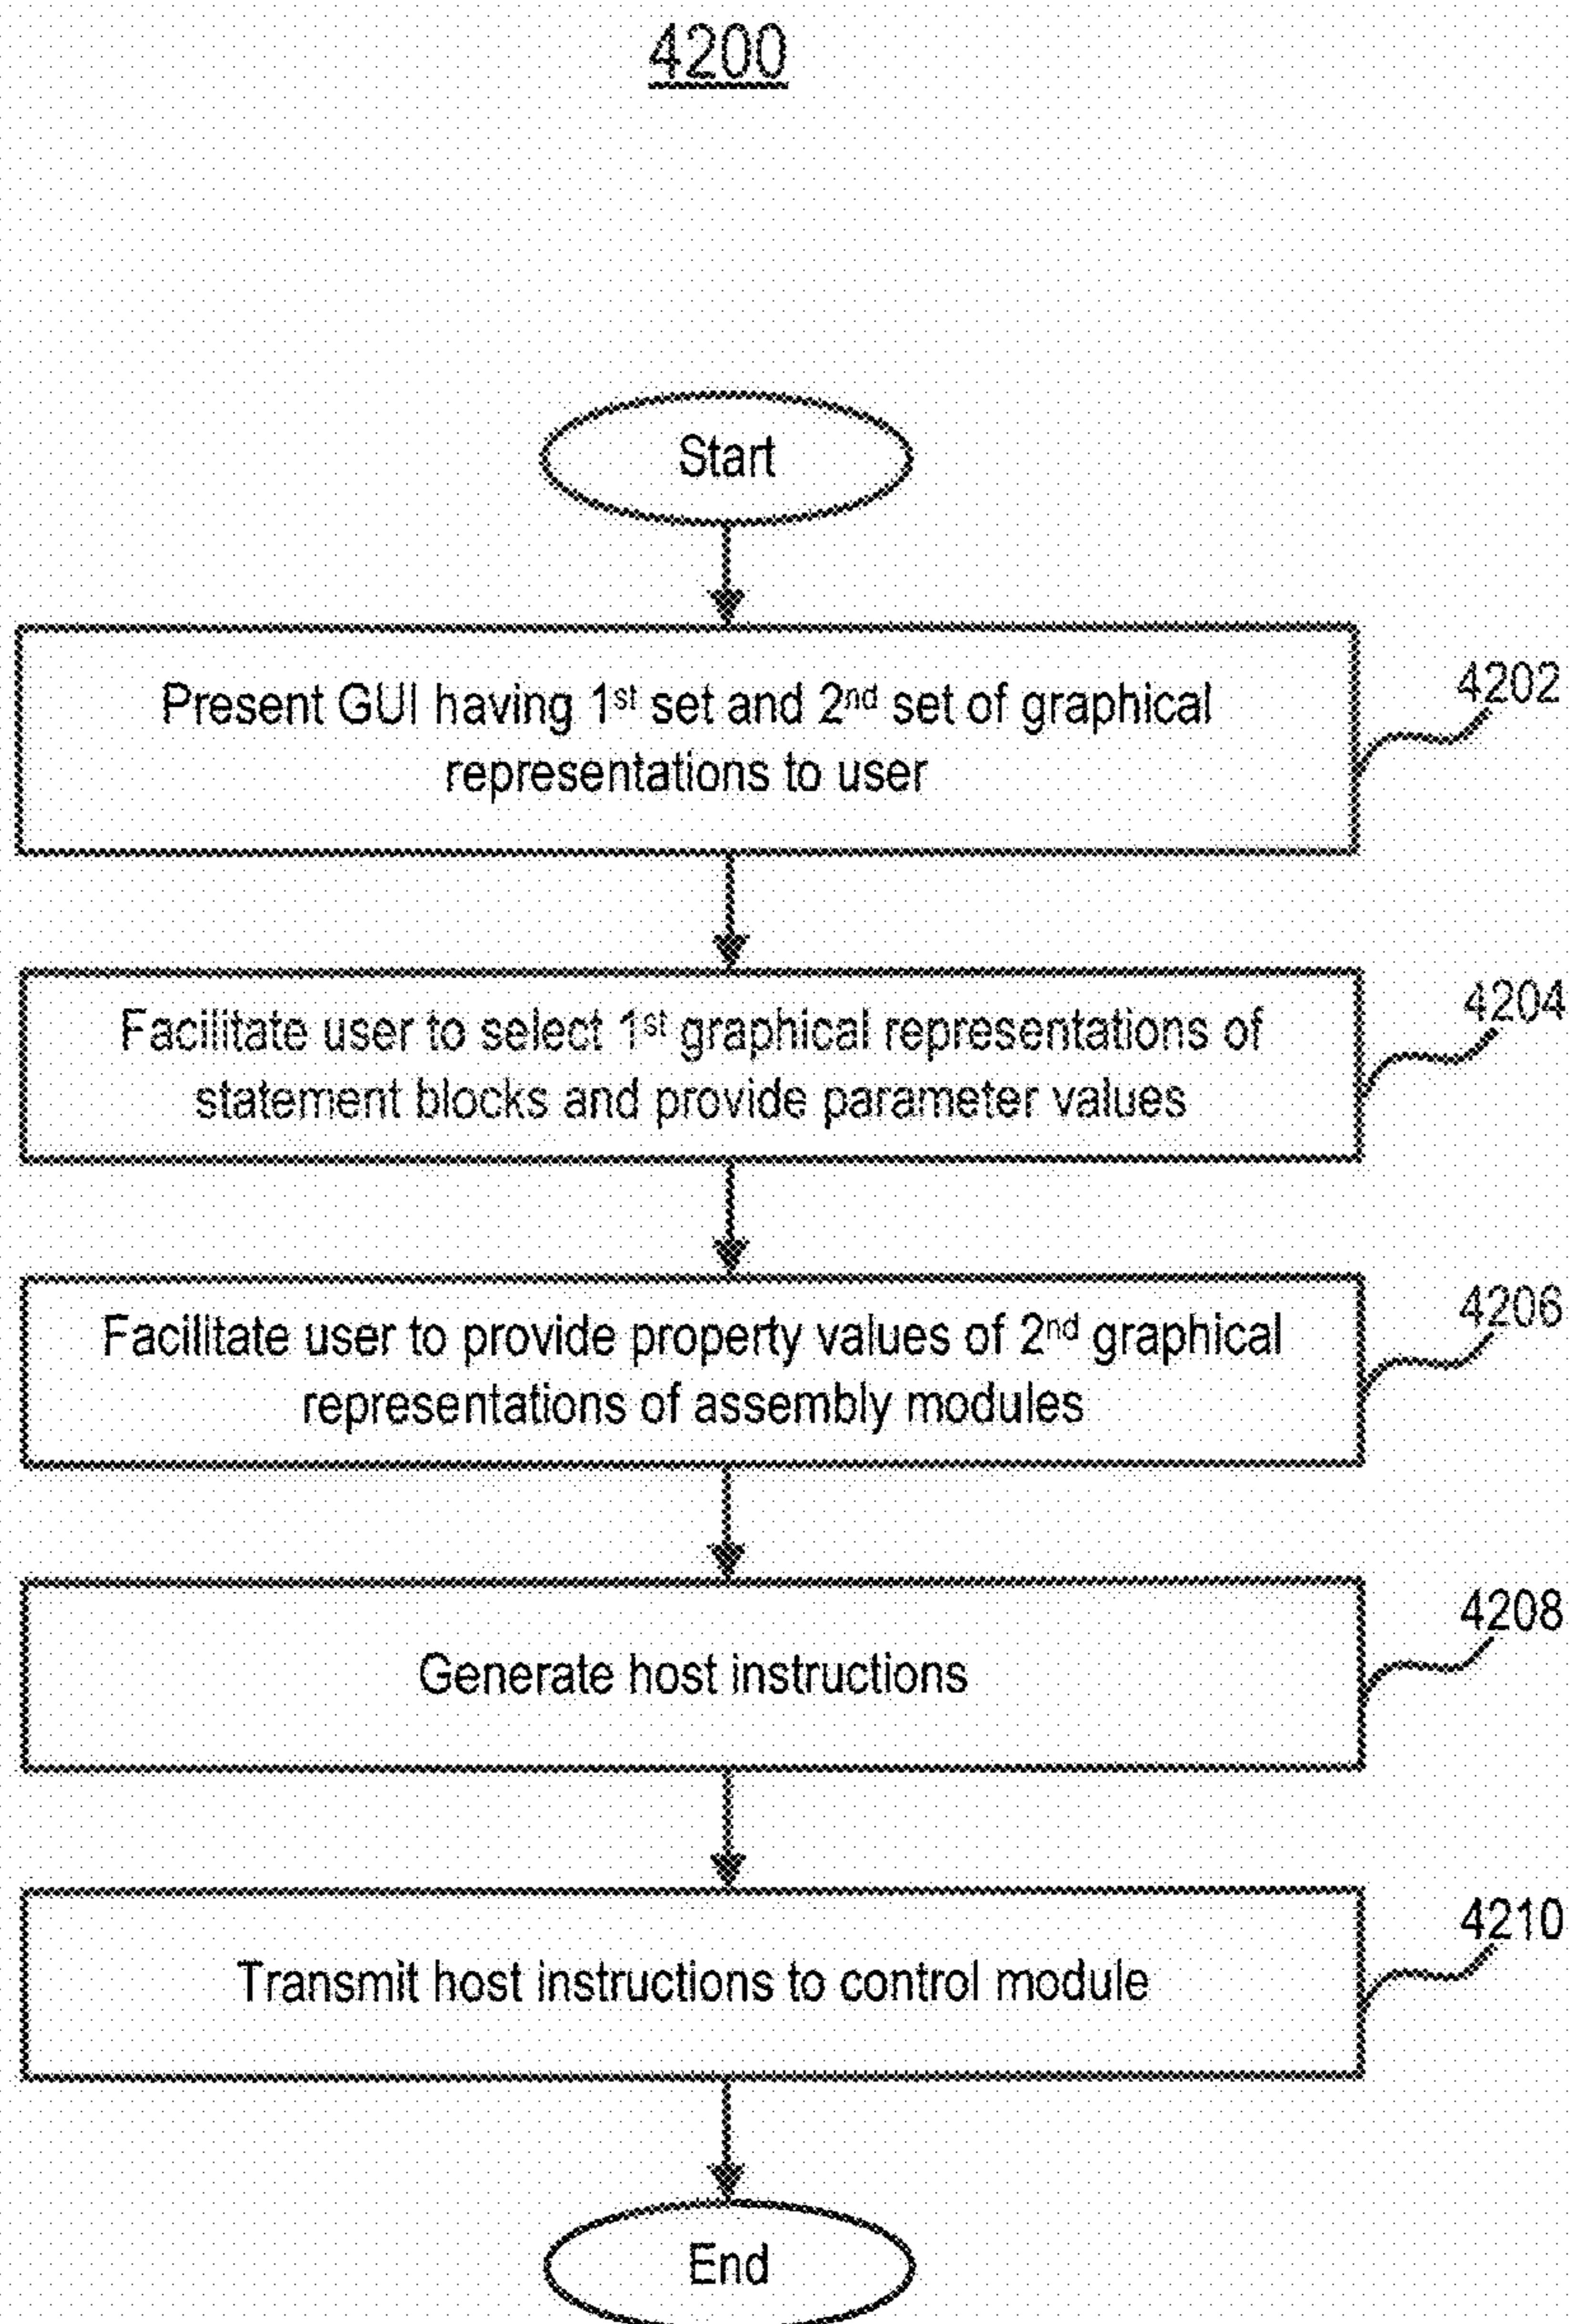 4200
Start
Present GUI having 1st set and 2nd set of graphical
representations to user
4202
Facilitate user to select 1st graphical representations of
statement blocks and provide parameter values
4204
Facilitate user to provide property values of 2nd graphical
representations of assembly modules
4206
Generate host instructions
4208
Transmit host instructions to control module
4210
End